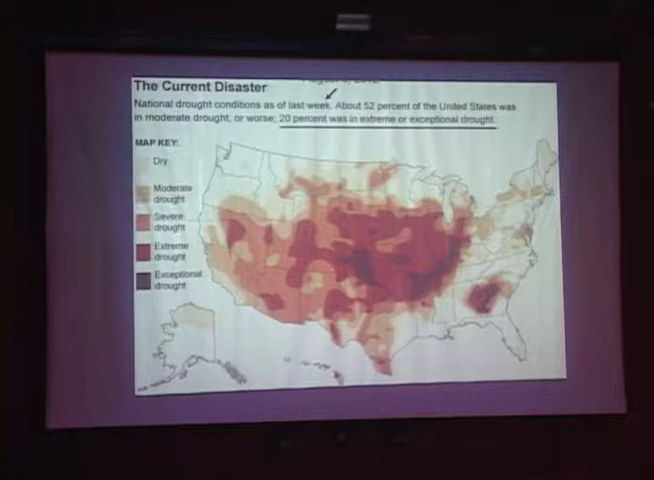 The Current Disaster
National drought conditions as of last week. About 52 percent of the United States was
in moderate drought, or worse; 20 percent was in extreme or exceptional drought.
MAP KEY:
Dry
Moderate
drought
Severe
drought
Extreme
drought
Exceptional
drought